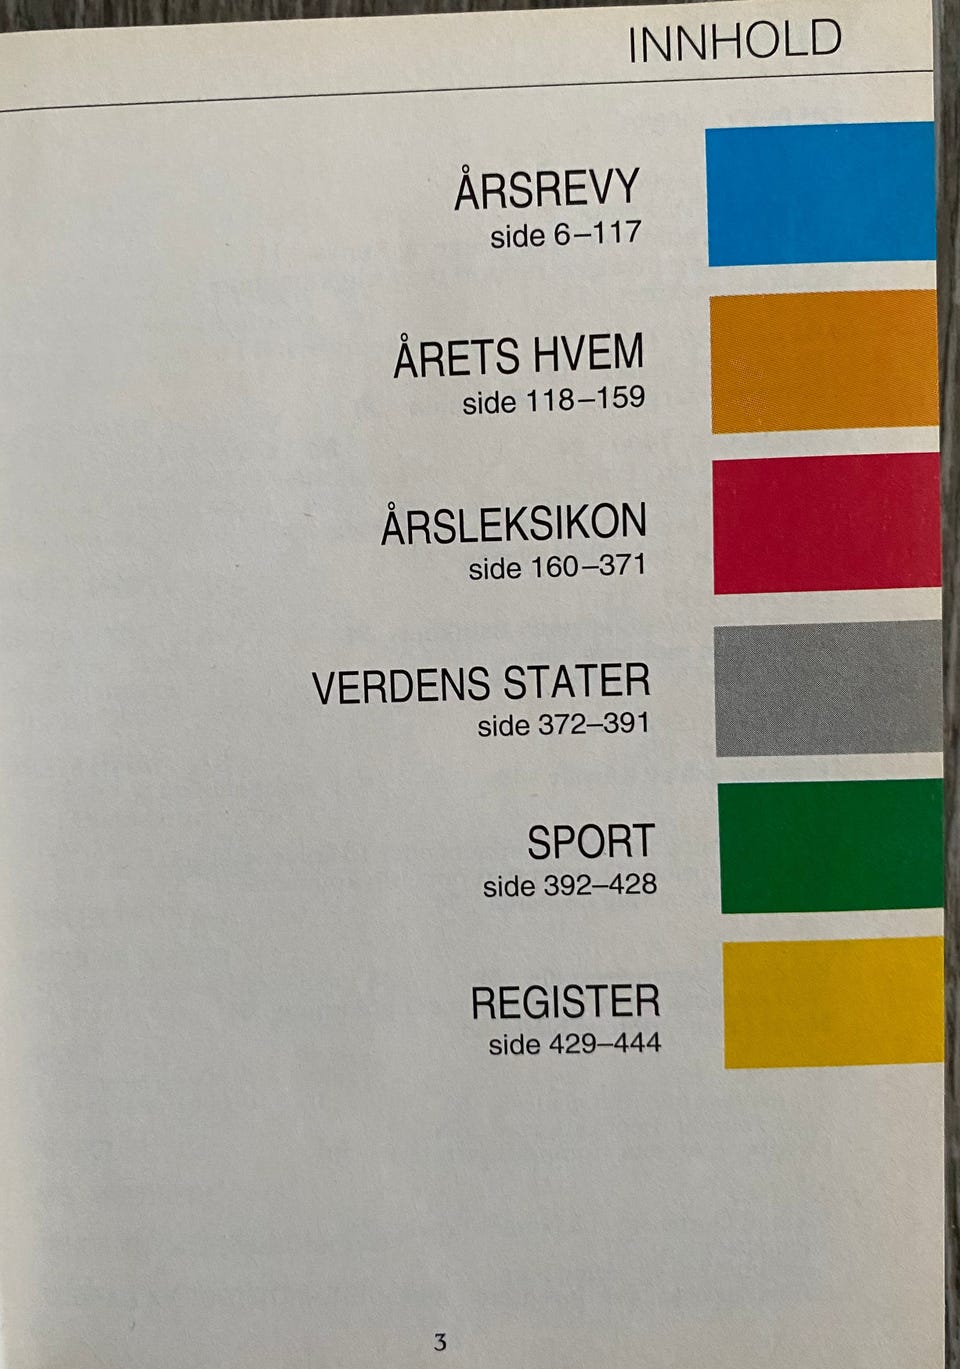 INNHOLD
ÅRSREVY
side 6–117
ÅRETS HVEM
side 118–159
ÅRSLEKSIKON
side 160–371
VERDENS STATER
side 372–391
SPORT
side 392–428
REGISTER
side 429–444
3